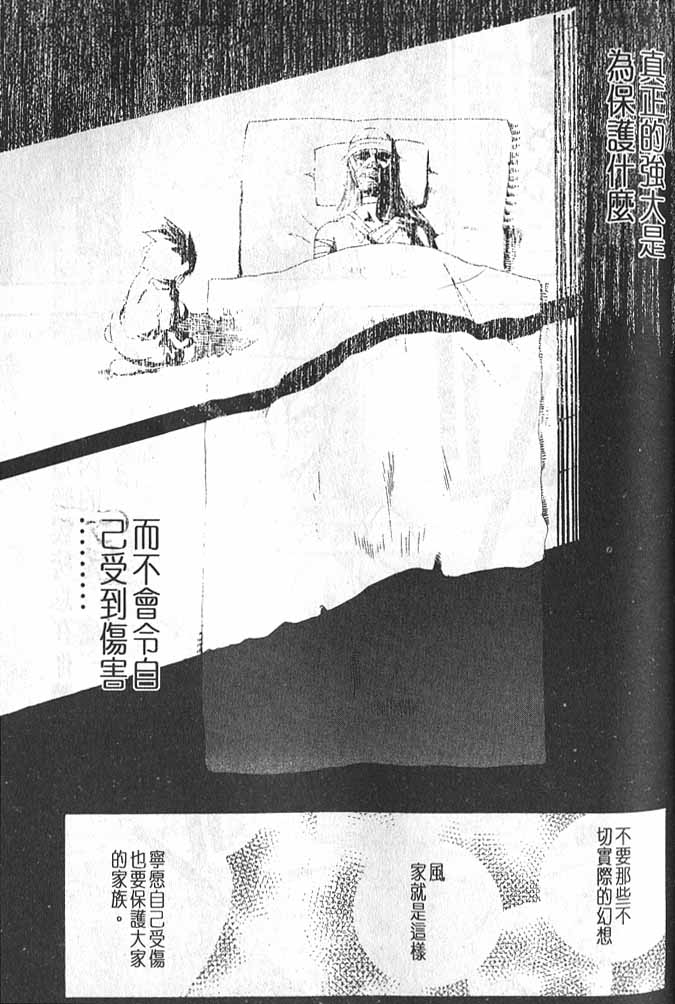 真正的強大是
為保護什麼
而不會令自
己受到傷害
………
不要那些不
切實際的幻想
風
家就是這樣
寧愿自己受傷
也要保護大家
的家族。